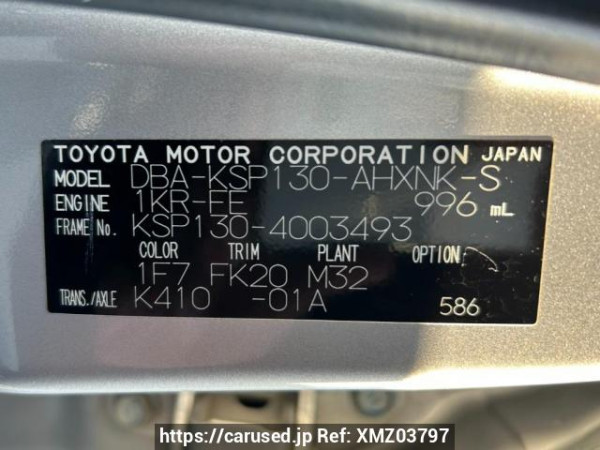 TOYOTA MOTOR CORPORATION JAPAN
MODEL DBA-KSP130-AHXNK-S
ENGINE 1KR-FE 996 mL
FRAME No. KSP130-4003493
COLOR TRIM PLANT OPTION
1F7 FK20 M32
TRANS./AXLE K410 -01A 586
https://carused.jp Ref: XMZ03797